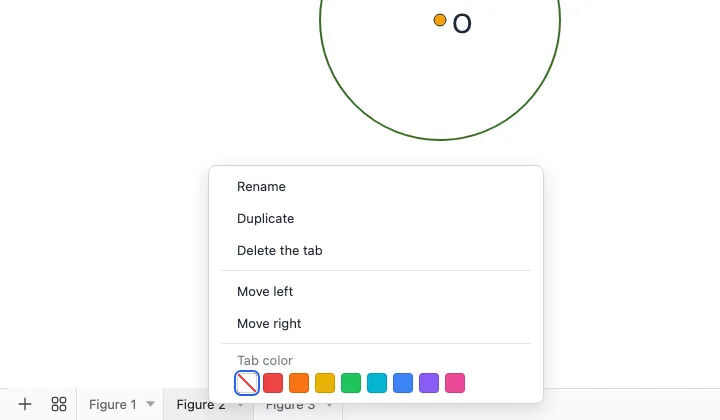 O
Rename
Duplicate
Delete the tab
Move left
Move right
Tab color
Figure 1
Figure 2
Figure 3